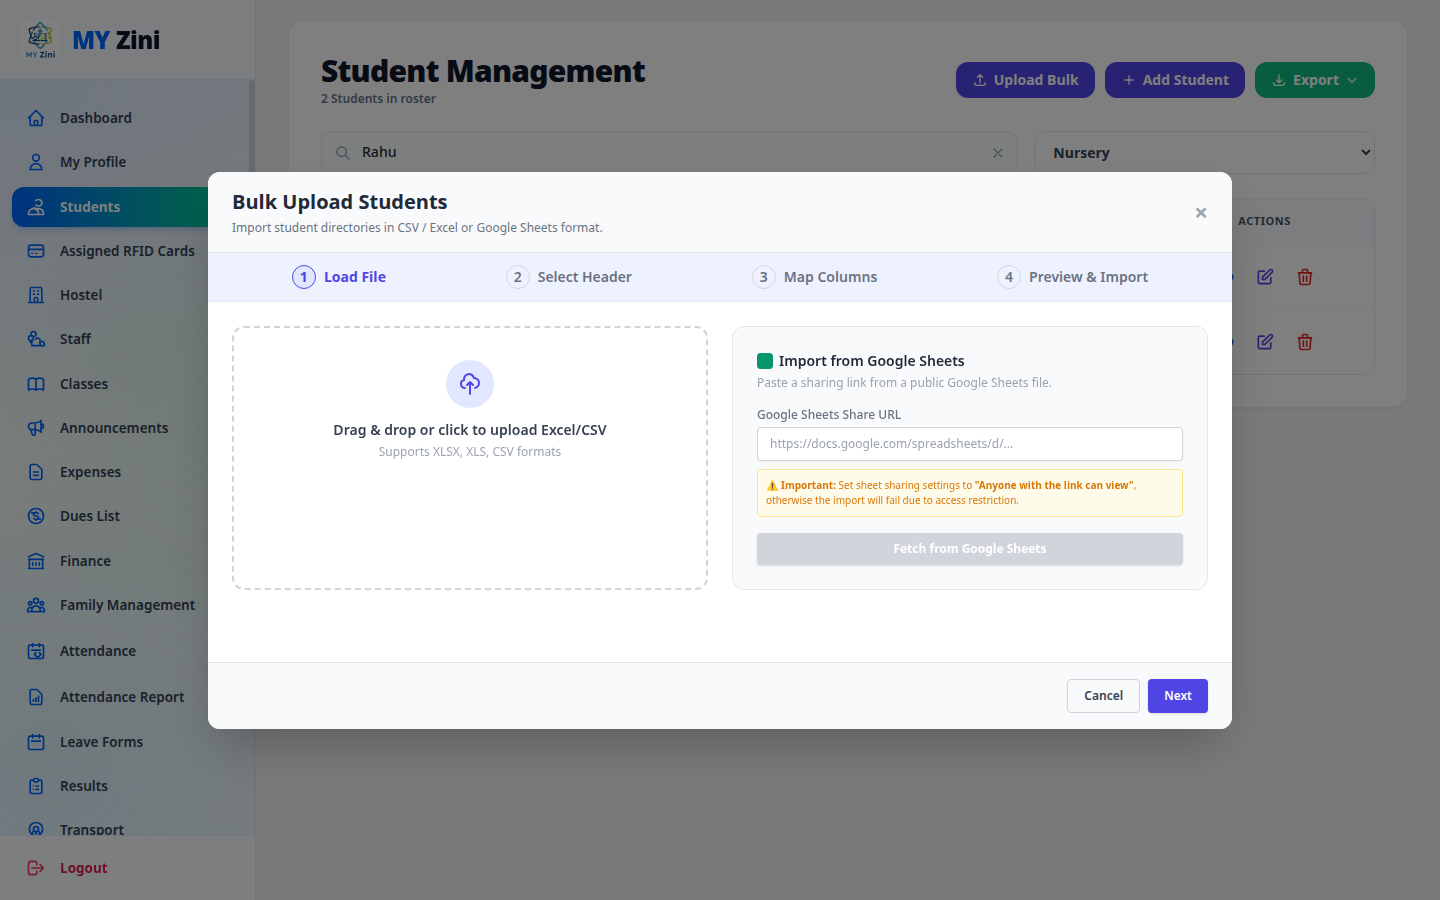 MY Zini
MY Zini
Dashboard
My Profile
Students
Assigned RFID Cards
Hostel
Staff
Classes
Announcements
Expenses
Dues List
Finance
Family Management
Attendance
Attendance Report
Leave Forms
Results
Transport
Logout
Student Management
2 Students in roster
Upload Bulk
Add Student
Export
Rahu
Nursery
ACTIONS
Bulk Upload Students
Import student directories in CSV / Excel or Google Sheets format.
1 Load File
2 Select Header
3 Map Columns
4 Preview & Import
Drag & drop or click to upload Excel/CSV
Supports XLSX, XLS, CSV formats
Import from Google Sheets
Paste a sharing link from a public Google Sheets file.
Google Sheets Share URL
https://docs.google.com/spreadsheets/d/...
⚠️ Important: Set sheet sharing settings to "Anyone with the link can view",
otherwise the import will fail due to access restriction.
Fetch from Google Sheets
Cancel
Next